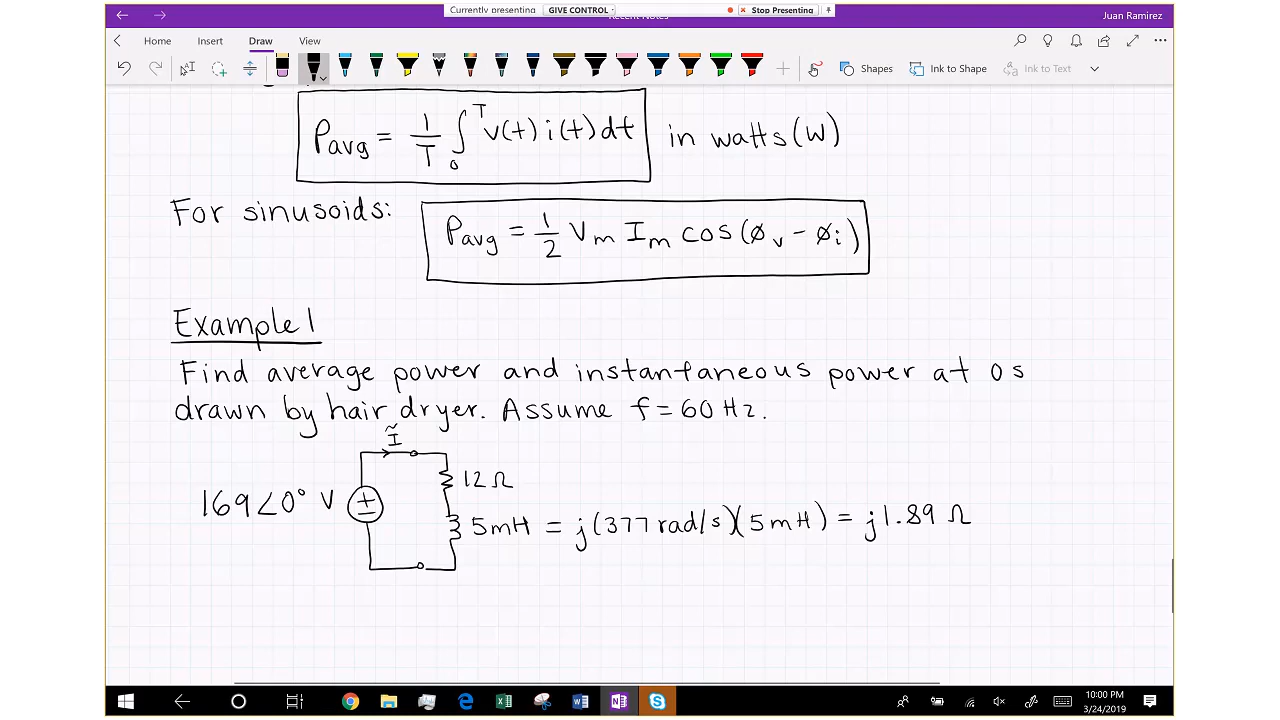 Currently presenting GIVE CONTROL Stop Presenting
Recent Notes
Juan Ramirez
Home Insert Draw View
Shapes Ink to Shape Ink to Text
Pavg = 1/T ∫₀ᵀ v(t) i(t) dt in watts (W)
For sinusoids: Pavg = 1/2 Vm Im cos(øv - øi)
Example 1
Find average power and instantaneous power at 0 s
drawn by hair dryer. Assume f = 60 Hz.
Ĩ
12 Ω
169∠0° V
5mH = j(377 rad/s)(5 mH) = j1.89 Ω
10:00 PM
3/24/2019